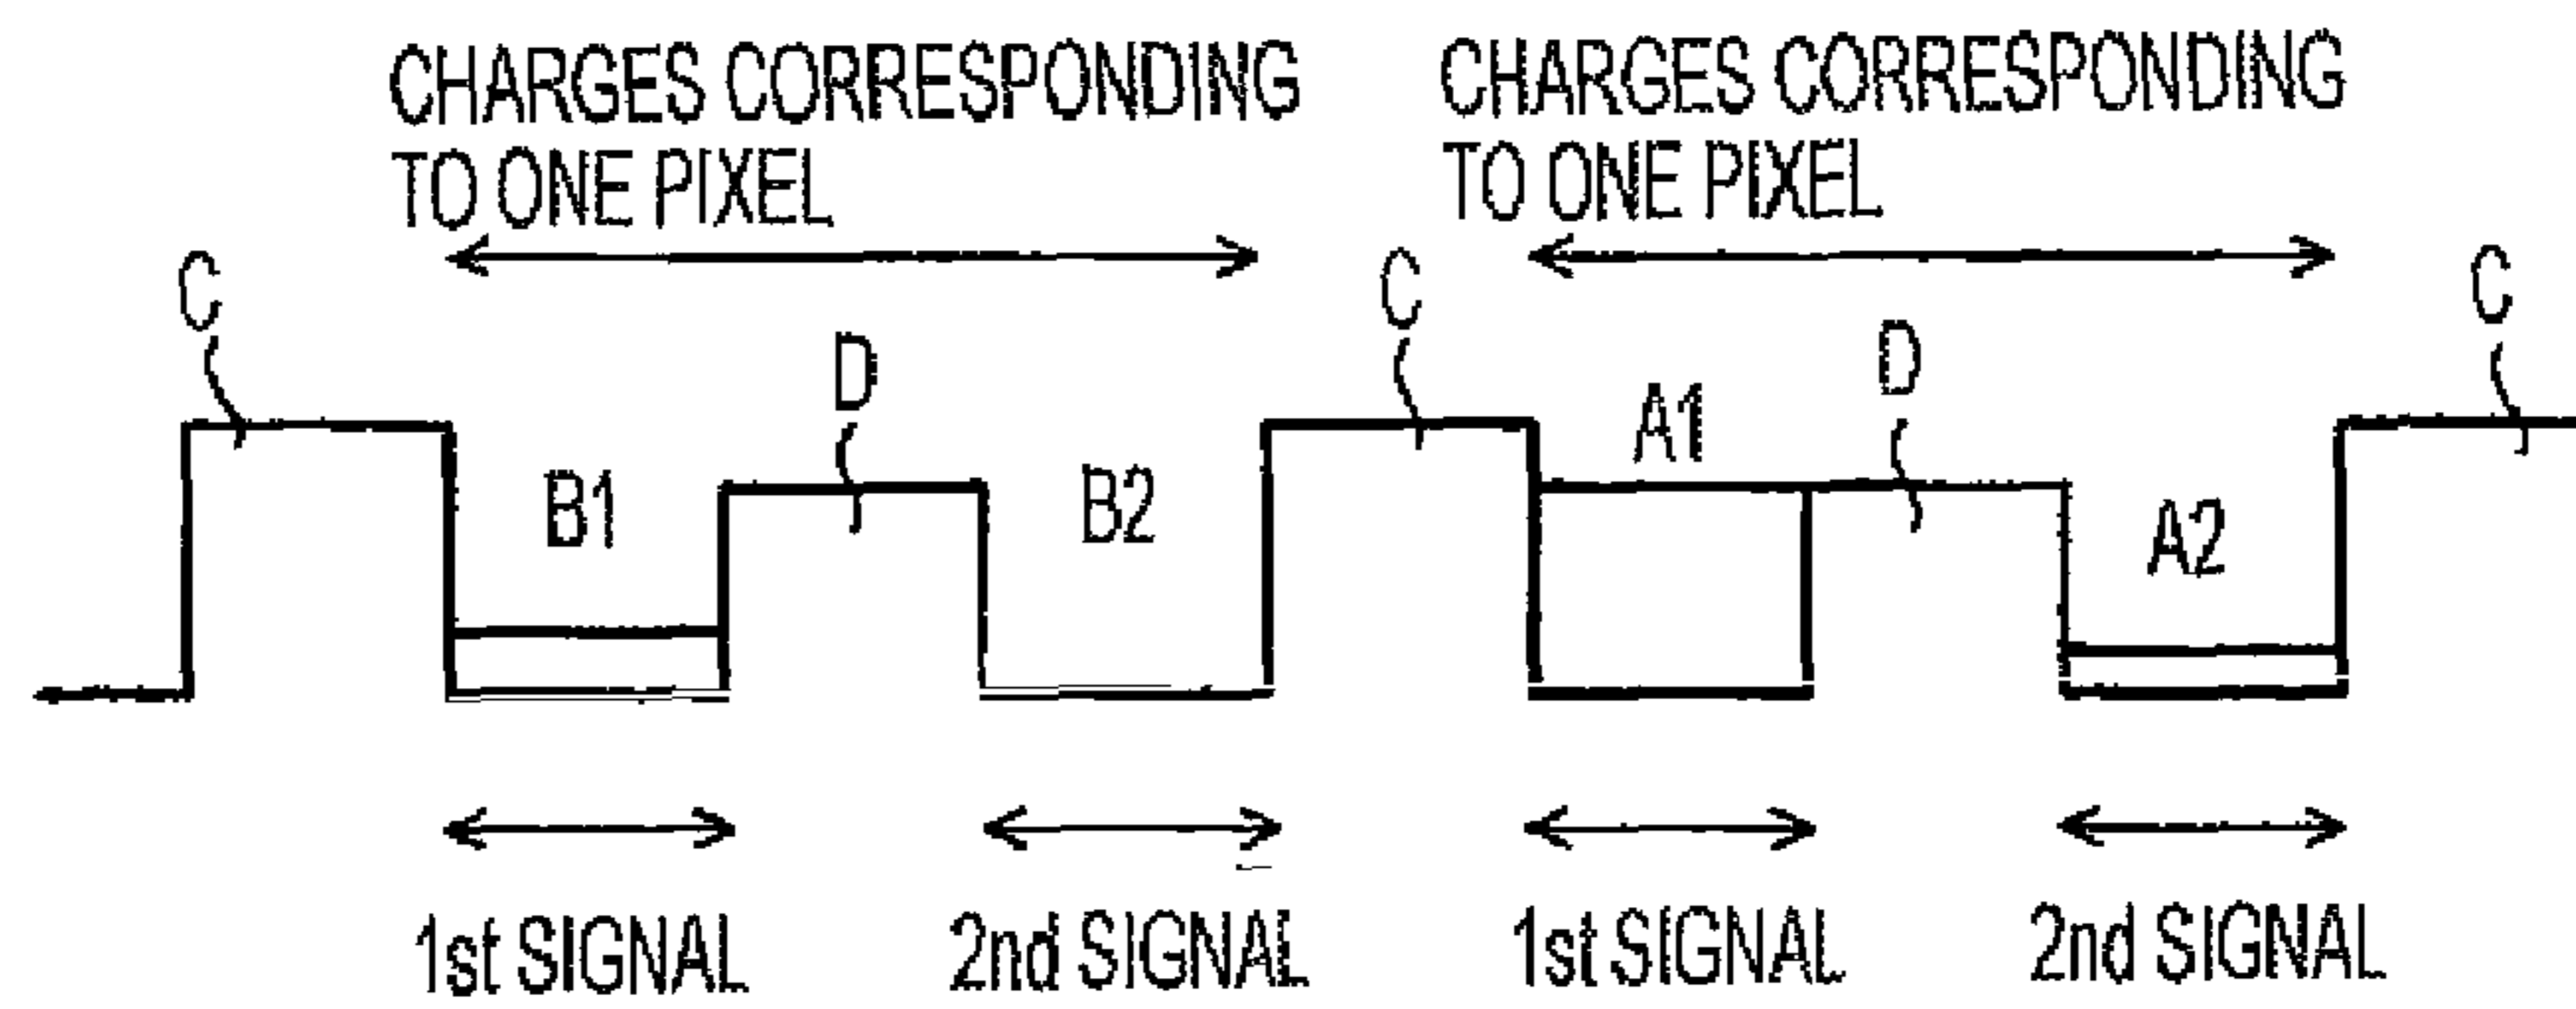 CHARGES CORRESPONDING
TO ONE PIXEL
CHARGES CORRESPONDING
TO ONE PIXEL
C
D
C
D
C
B1
B2
A1
A2
1st SIGNAL
2nd SIGNAL
1st SIGNAL
2nd SIGNAL